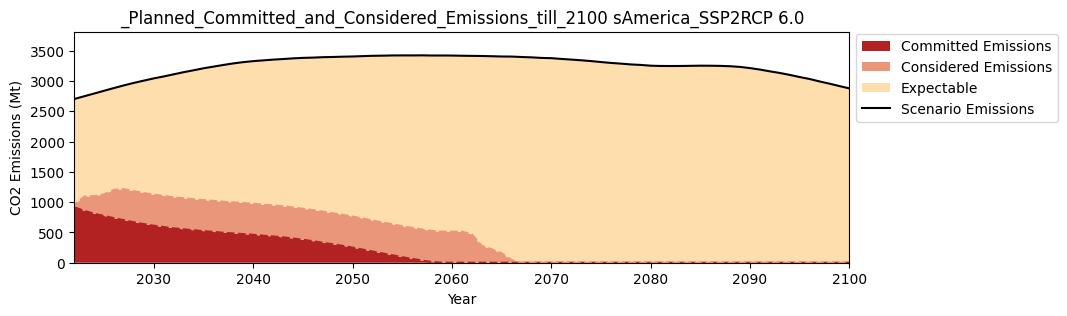 _Planned_Committed_and_Considered_Emissions_till_2100 sAmerica_SSP2RCP 6.0
CO2 Emissions (Mt)
3500
3000
2500
2000
1500
1000
500
0
2030 2040 2050 2060 2070 2080 2090 2100
Year
Committed Emissions
Considered Emissions
Expectable
Scenario Emissions